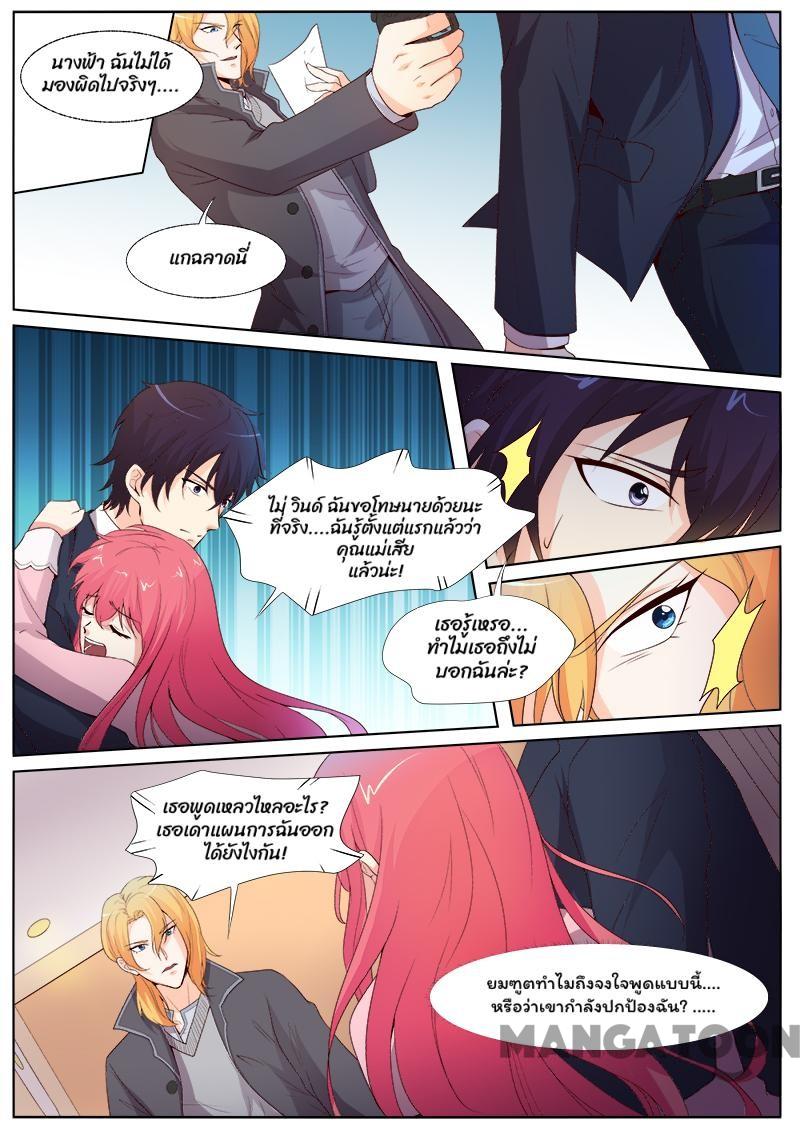 นางฟ้า ฉันไม่ได้
มองผิดไปจริงๆ....
แกฉลาดนี่
ไม่ วินด์ ฉันขอโทษนายด้วยนะ
ที่จริง....ฉันรู้ตั้งแต่แรกแล้วว่า
คุณแม่เสีย
แล้วน่ะ!
เธอรู้เหรอ...
ทำไมเธอถึงไม่
บอกฉันล่ะ?
เธอพูดเหลวไหลอะไร?
เธอเดาแผนการฉันออก
ได้ยังไงกัน!
ยมฑูตทำไมถึงจงใจพูดแบบนี้....
หรือว่าเขากำลังปกป้องฉัน? .....
MANGATOON